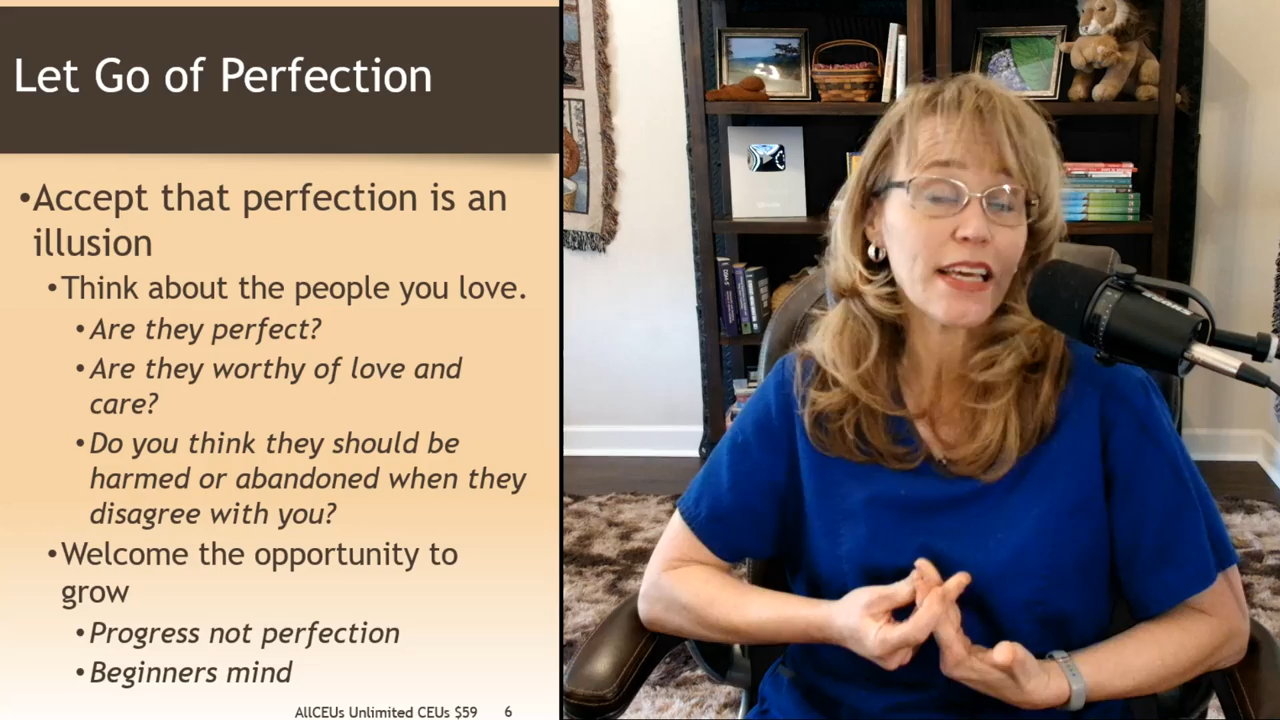 Let Go of Perfection
•Accept that perfection is an
illusion
•Think about the people you love.
•Are they perfect?
•Are they worthy of love and
care?
•Do you think they should be
harmed or abandoned when they
disagree with you?
•Welcome the opportunity to
grow
•Progress not perfection
•Beginners mind
AllCEUs Unlimited CEUs $59 6